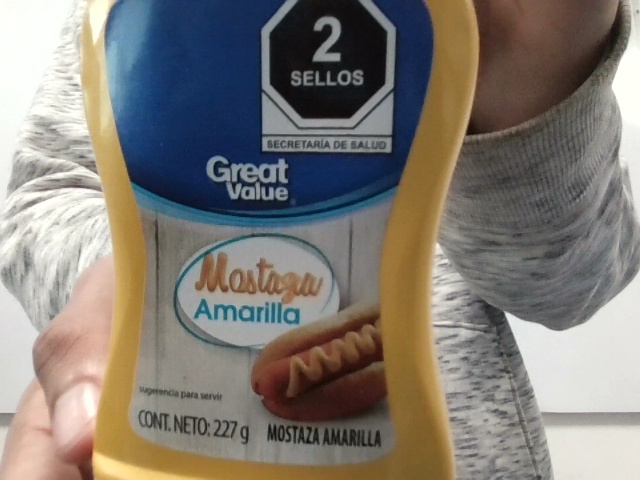 2
SELLOS
SECRETARÍA DE SALUD
Great
Value
Mostaza
Amarilla
sugerencia para servir
CONT. NETO: 227 g
MOSTAZA AMARILLA